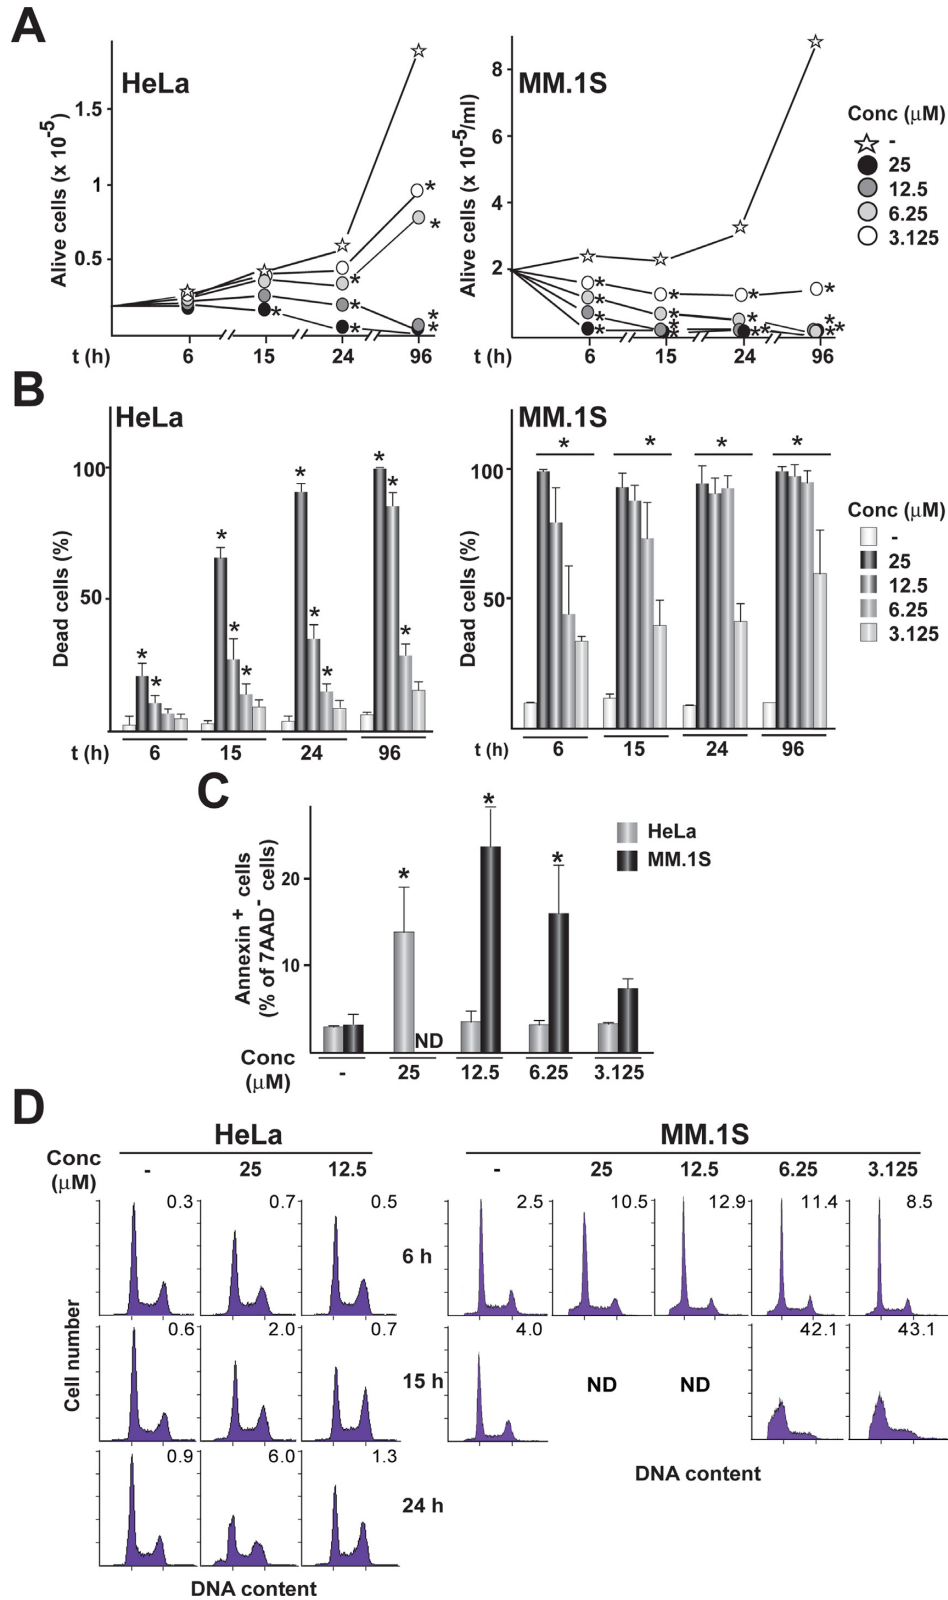 A
HeLa
MM.1S
Alive cells (x 10-5)
1.5
1
0.5
t (h)
6
15
24
96
Alive cells (x 10-5/ml)
8
6
4
2
t (h)
6
15
24
96
Conc (µM)
-
25
12.5
6.25
3.125
B
HeLa
MM.1S
Dead cells (%)
100
50
t (h)
6
15
24
96
Dead cells (%)
100
50
t (h)
6
15
24
96
Conc (µM)
-
25
12.5
6.25
3.125
C
Annexin+ cells
(% of 7AAD- cells)
20
10
HeLa
MM.1S
ND
Conc
(µM)
-
25
12.5
6.25
3.125
D
HeLa
MM.1S
Conc
(µM)
-
25
12.5
-
25
12.5
6.25
3.125
0.3
0.7
0.5
6 h
2.5
10.5
12.9
11.4
8.5
Cell number
0.6
2.0
0.7
15 h
4.0
ND
ND
42.1
43.1
0.9
6.0
1.3
24 h
DNA content
DNA content